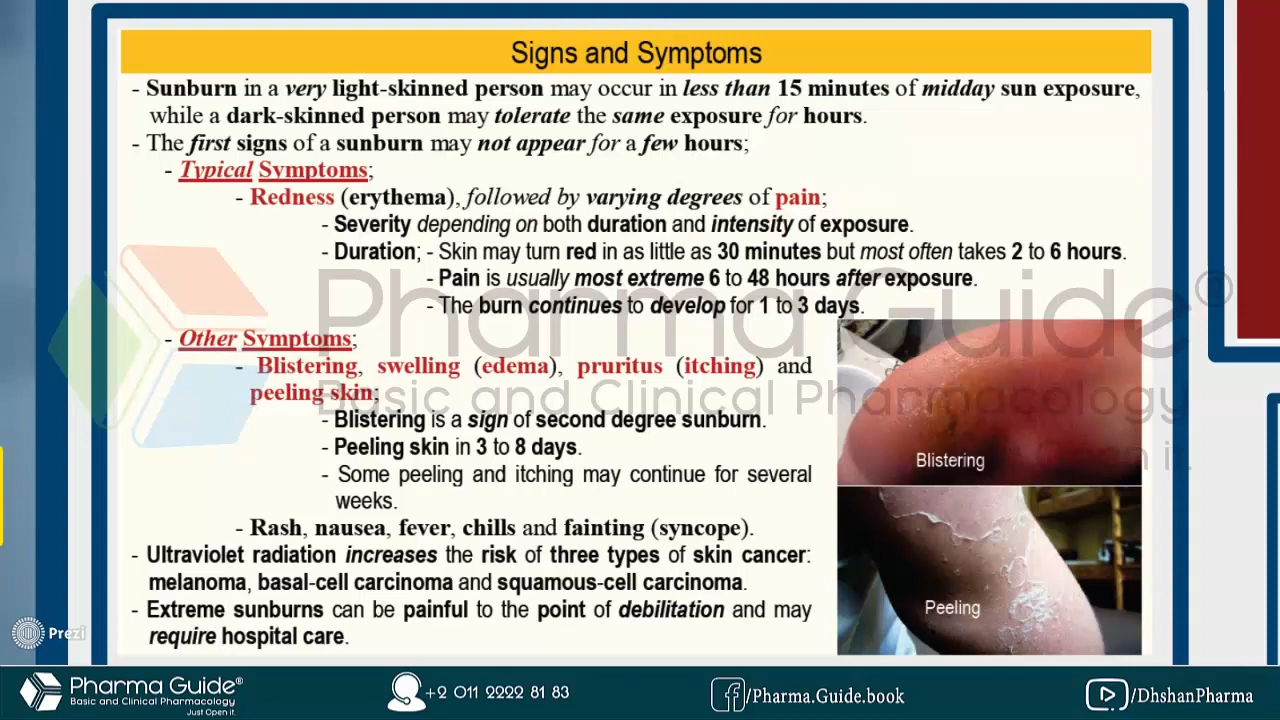 Signs and Symptoms
- Sunburn in a very light-skinned person may occur in less than 15 minutes of midday sun exposure,
while a dark-skinned person may tolerate the same exposure for hours.
- The first signs of a sunburn may not appear for a few hours;
- Typical Symptoms;
- Redness (erythema), followed by varying degrees of pain;
- Severity depending on both duration and intensity of exposure.
- Duration; - Skin may turn red in as little as 30 minutes but most often takes 2 to 6 hours.
- Pain is usually most extreme 6 to 48 hours after exposure.
- The burn continues to develop for 1 to 3 days.
- Other Symptoms;
- Blistering, swelling (edema), pruritus (itching) and
peeling skin;
- Blistering is a sign of second degree sunburn.
- Peeling skin in 3 to 8 days.
- Some peeling and itching may continue for several
weeks.
- Rash, nausea, fever, chills and fainting (syncope).
- Ultraviolet radiation increases the risk of three types of skin cancer:
melanoma, basal-cell carcinoma and squamous-cell carcinoma.
- Extreme sunburns can be painful to the point of debilitation and may
require hospital care.
Blistering
Peeling
Pharma Guide®
Basic and Clinical Pharmacology
Prezi
Pharma Guide®
Basic and Clinical Pharmacology
Just Open it.
+2 011 2222 81 83
/Pharma.Guide.book
/DhshanPharma